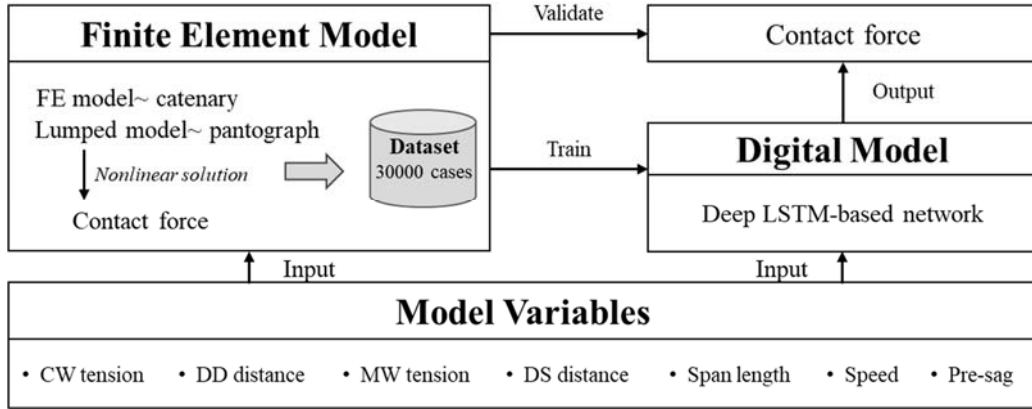 Finite Element Model
FE model~ catenary
Lumped model~ pantograph
Nonlinear solution
Contact force
Dataset
30000 cases
Validate
Train
Contact force
Output
Digital Model
Deep LSTM-based network
Input
Input
Model Variables
• CW tension • DD distance • MW tension • DS distance • Span length • Speed • Pre-sag